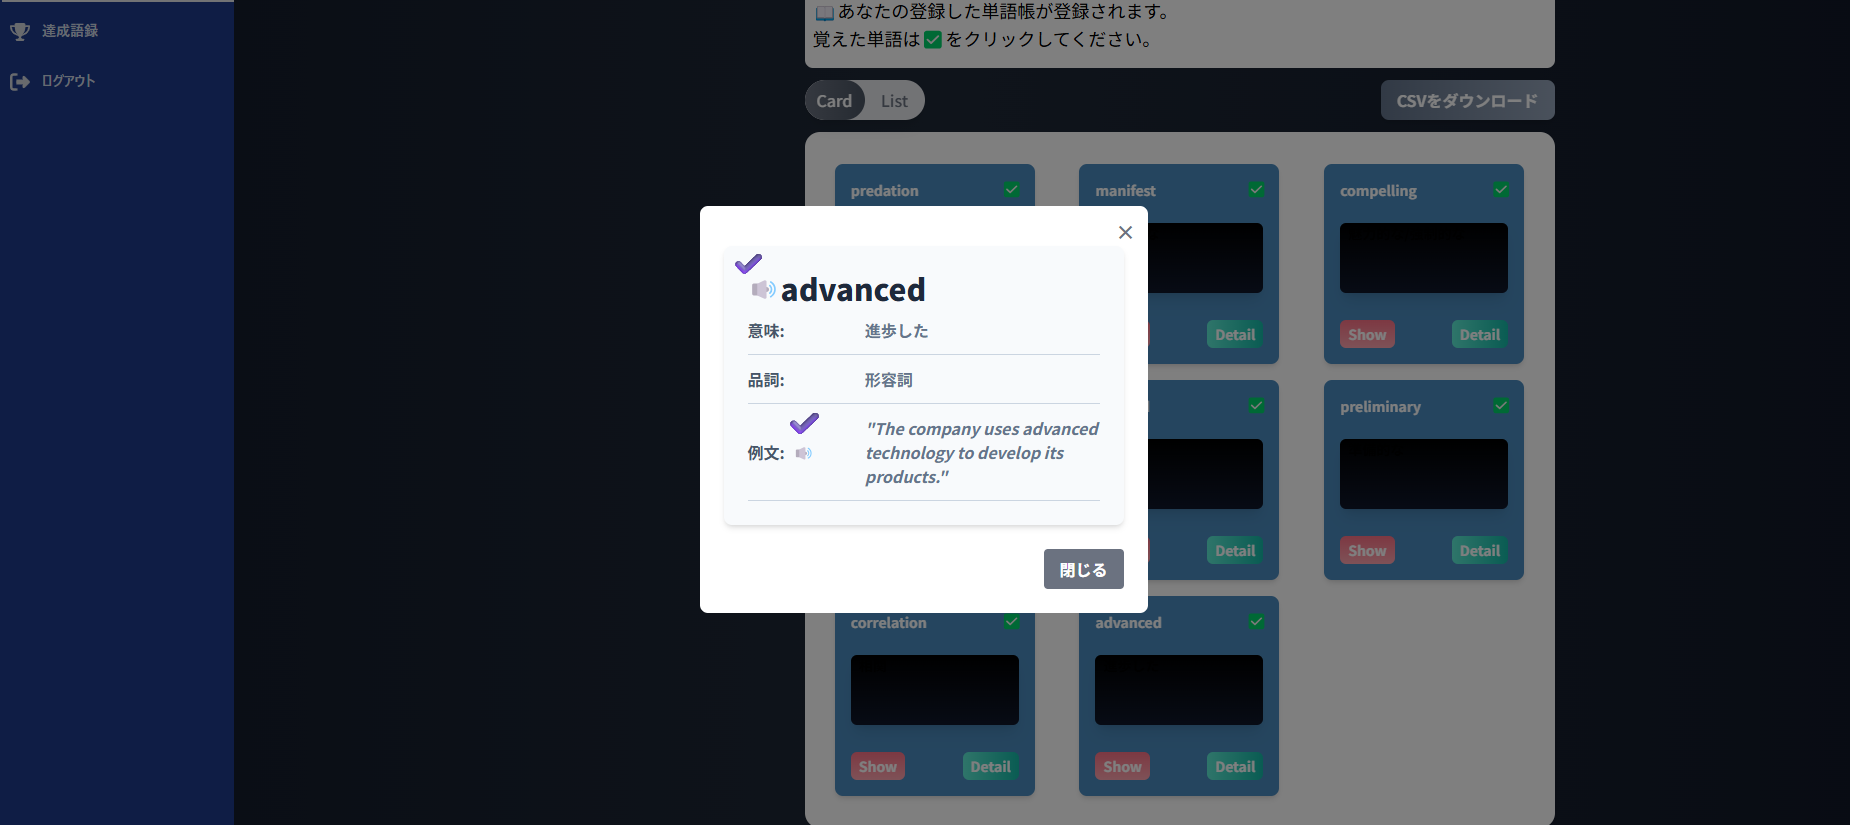 達成語録
ログアウト
あなたの登録した単語帳が登録されます。
覚えた単語は✅をクリックしてください。
Card
List
CSVをダウンロード
predation
manifest
compelling
advanced
意味:
進歩した
品詞:
形容詞
例文:
"The company uses advanced
technology to develop its
products."
閉じる
Detail
Show
Detail
preliminary
Detail
Show
Detail
correlation
advanced
Show
Detail
Show
Detail